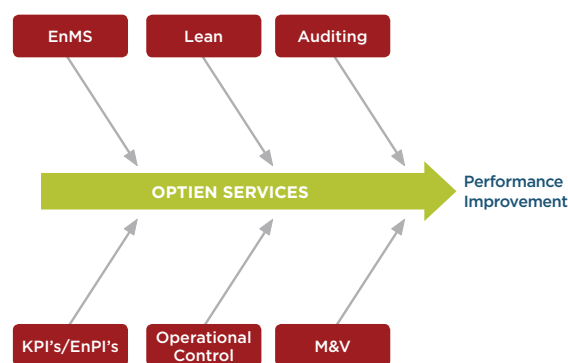 EnMS
Lean
Auditing
OPTIEN SERVICES
Performance
Improvement
KPI's/EnPI's
Operational
Control
M&V